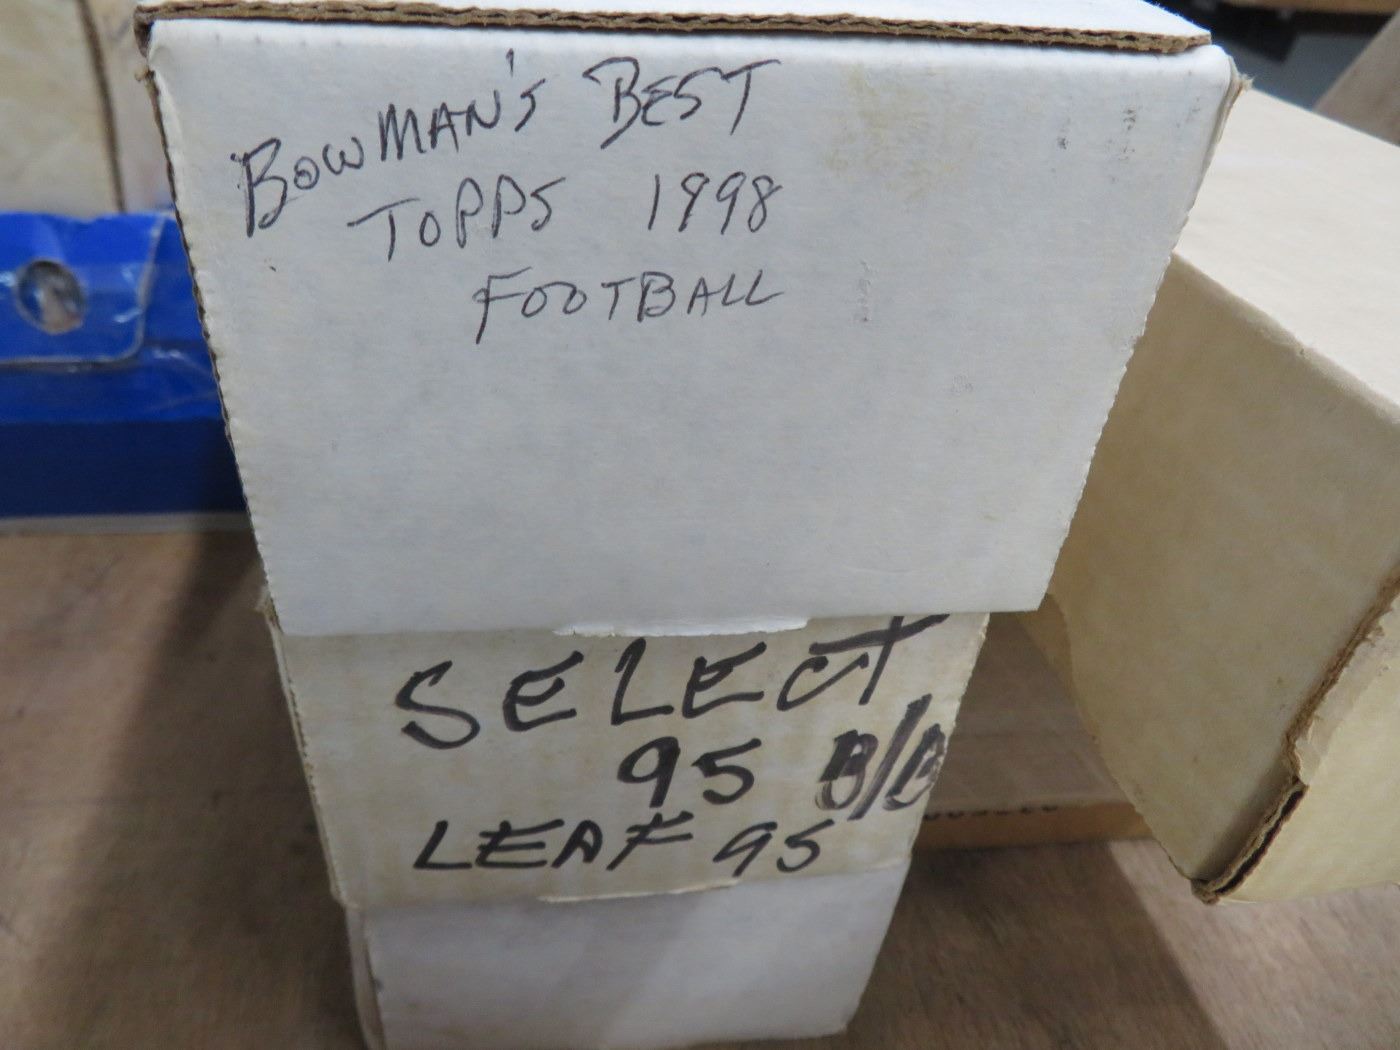 BOWMAN'S BEST
TOPPS 1998
FOOTBALL
SELECT
95 B/B
LEAF 95